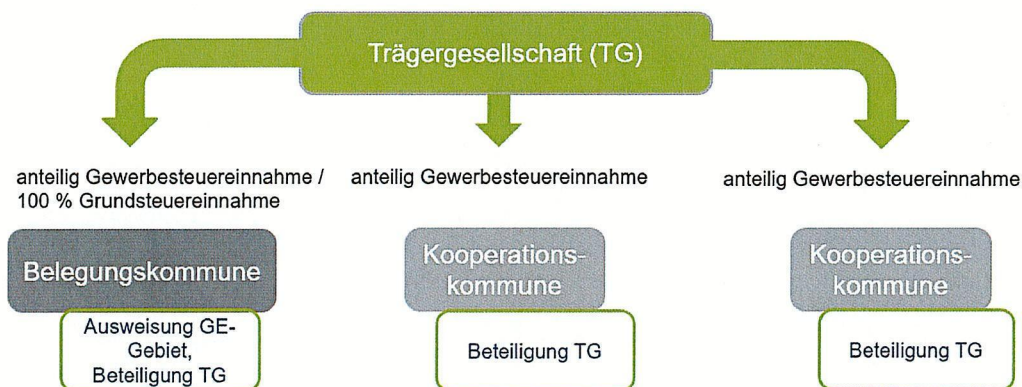 Trägergesellschaft (TG)
anteilig Gewerbesteuereinnahme /
100 % Grundsteuereinnahme
anteilig Gewerbesteuereinnahme
anteilig Gewerbesteuereinnahme
Belegungskommune
Ausweisung GE-
Gebiet,
Beteiligung TG
Kooperations-
kommune
Beteiligung TG
Kooperations-
kommune
Beteiligung TG